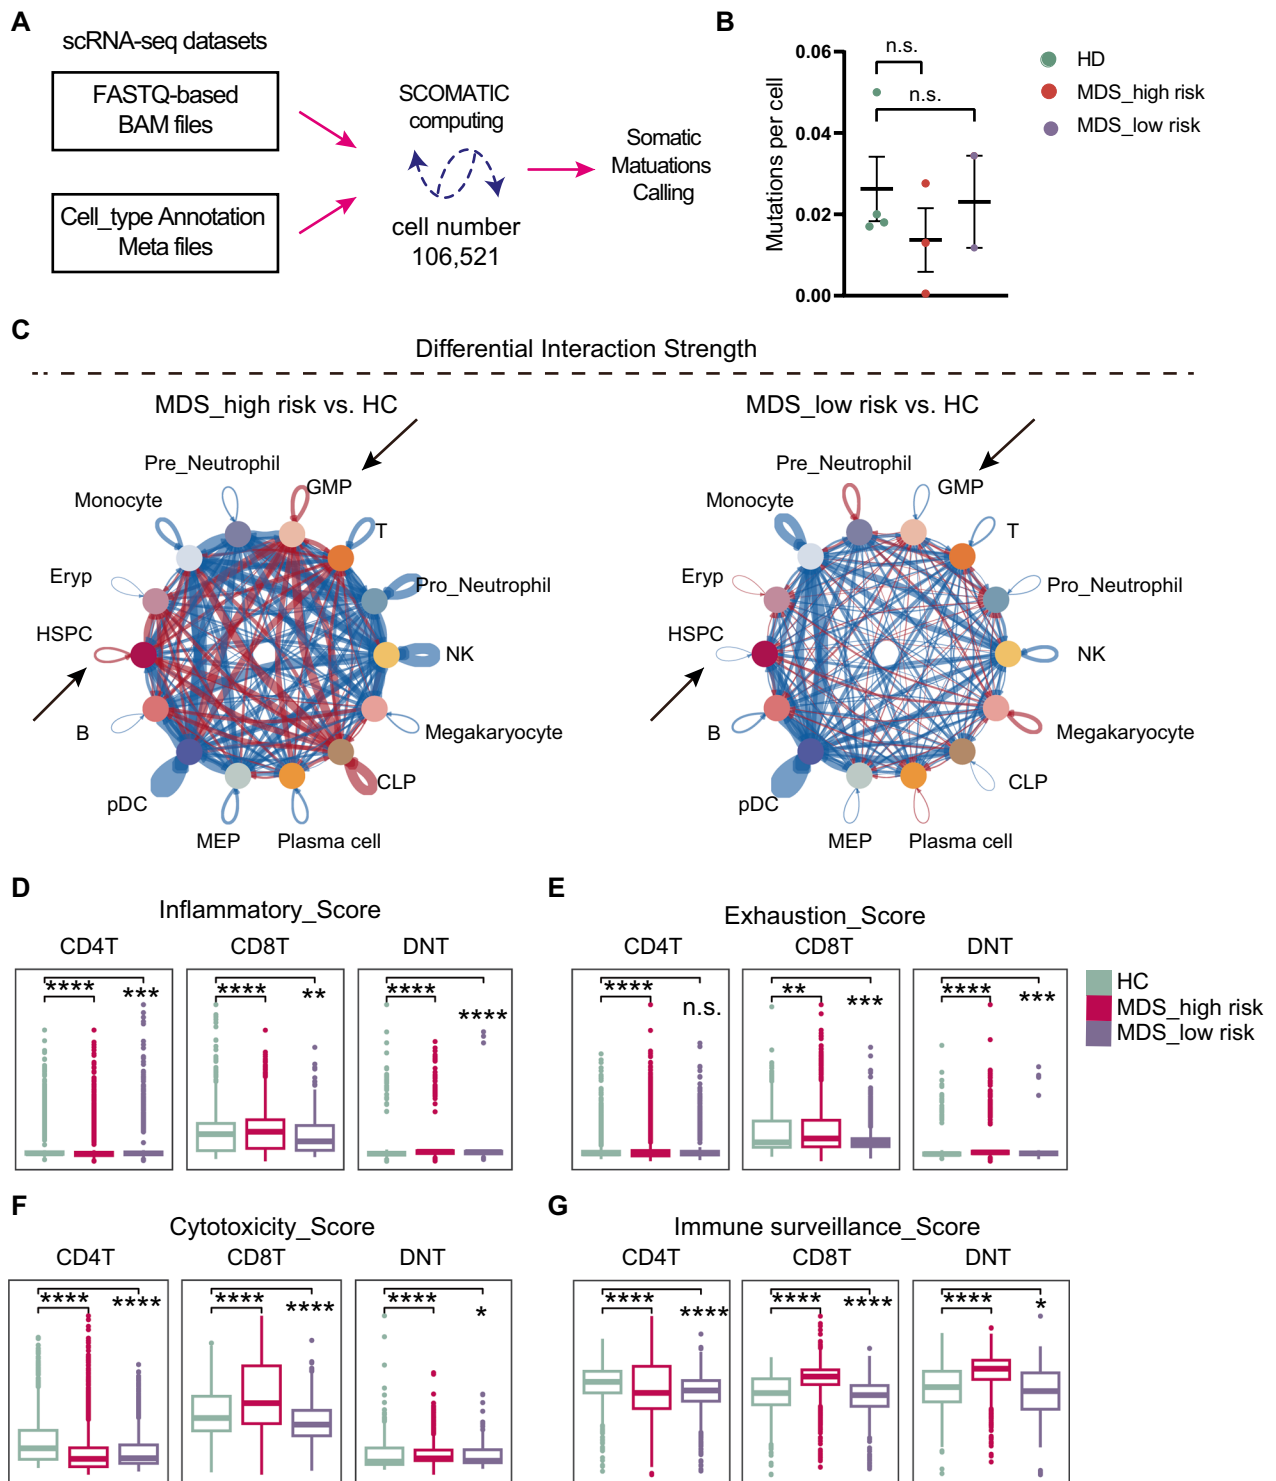 A
scRNA-seq datasets
FASTQ-based
BAM files
Cell_type Annotation
Meta files
SCOMATIC
computing
cell number
106,521
Somatic
Matuations
Calling
B
Mutations per cell
0.06
0.04
0.02
0.00
n.s.
n.s.
HD
MDS_high risk
MDS_low risk
C
Differential Interaction Strength
MDS_high risk vs. HC
Pre_Neutrophil
GMP
Monocyte
T
Eryp
Pro_Neutrophil
HSPC
NK
B
Megakaryocyte
pDC
CLP
MEP
Plasma cell
MDS_low risk vs. HC
Pre_Neutrophil
GMP
Monocyte
T
Eryp
Pro_Neutrophil
HSPC
NK
B
Megakaryocyte
pDC
CLP
MEP
Plasma cell
D
Inflammatory_Score
CD4T
CD8T
DNT
**** ***
**** **
**** ****
E
Exhaustion_Score
CD4T
CD8T
DNT
**** n.s.
** ***
**** ***
HC
MDS_high risk
MDS_low risk
F
Cytotoxicity_Score
CD4T
CD8T
DNT
**** ****
**** ****
**** *
G
Immune surveillance_Score
CD4T
CD8T
DNT
**** ****
**** ****
**** *